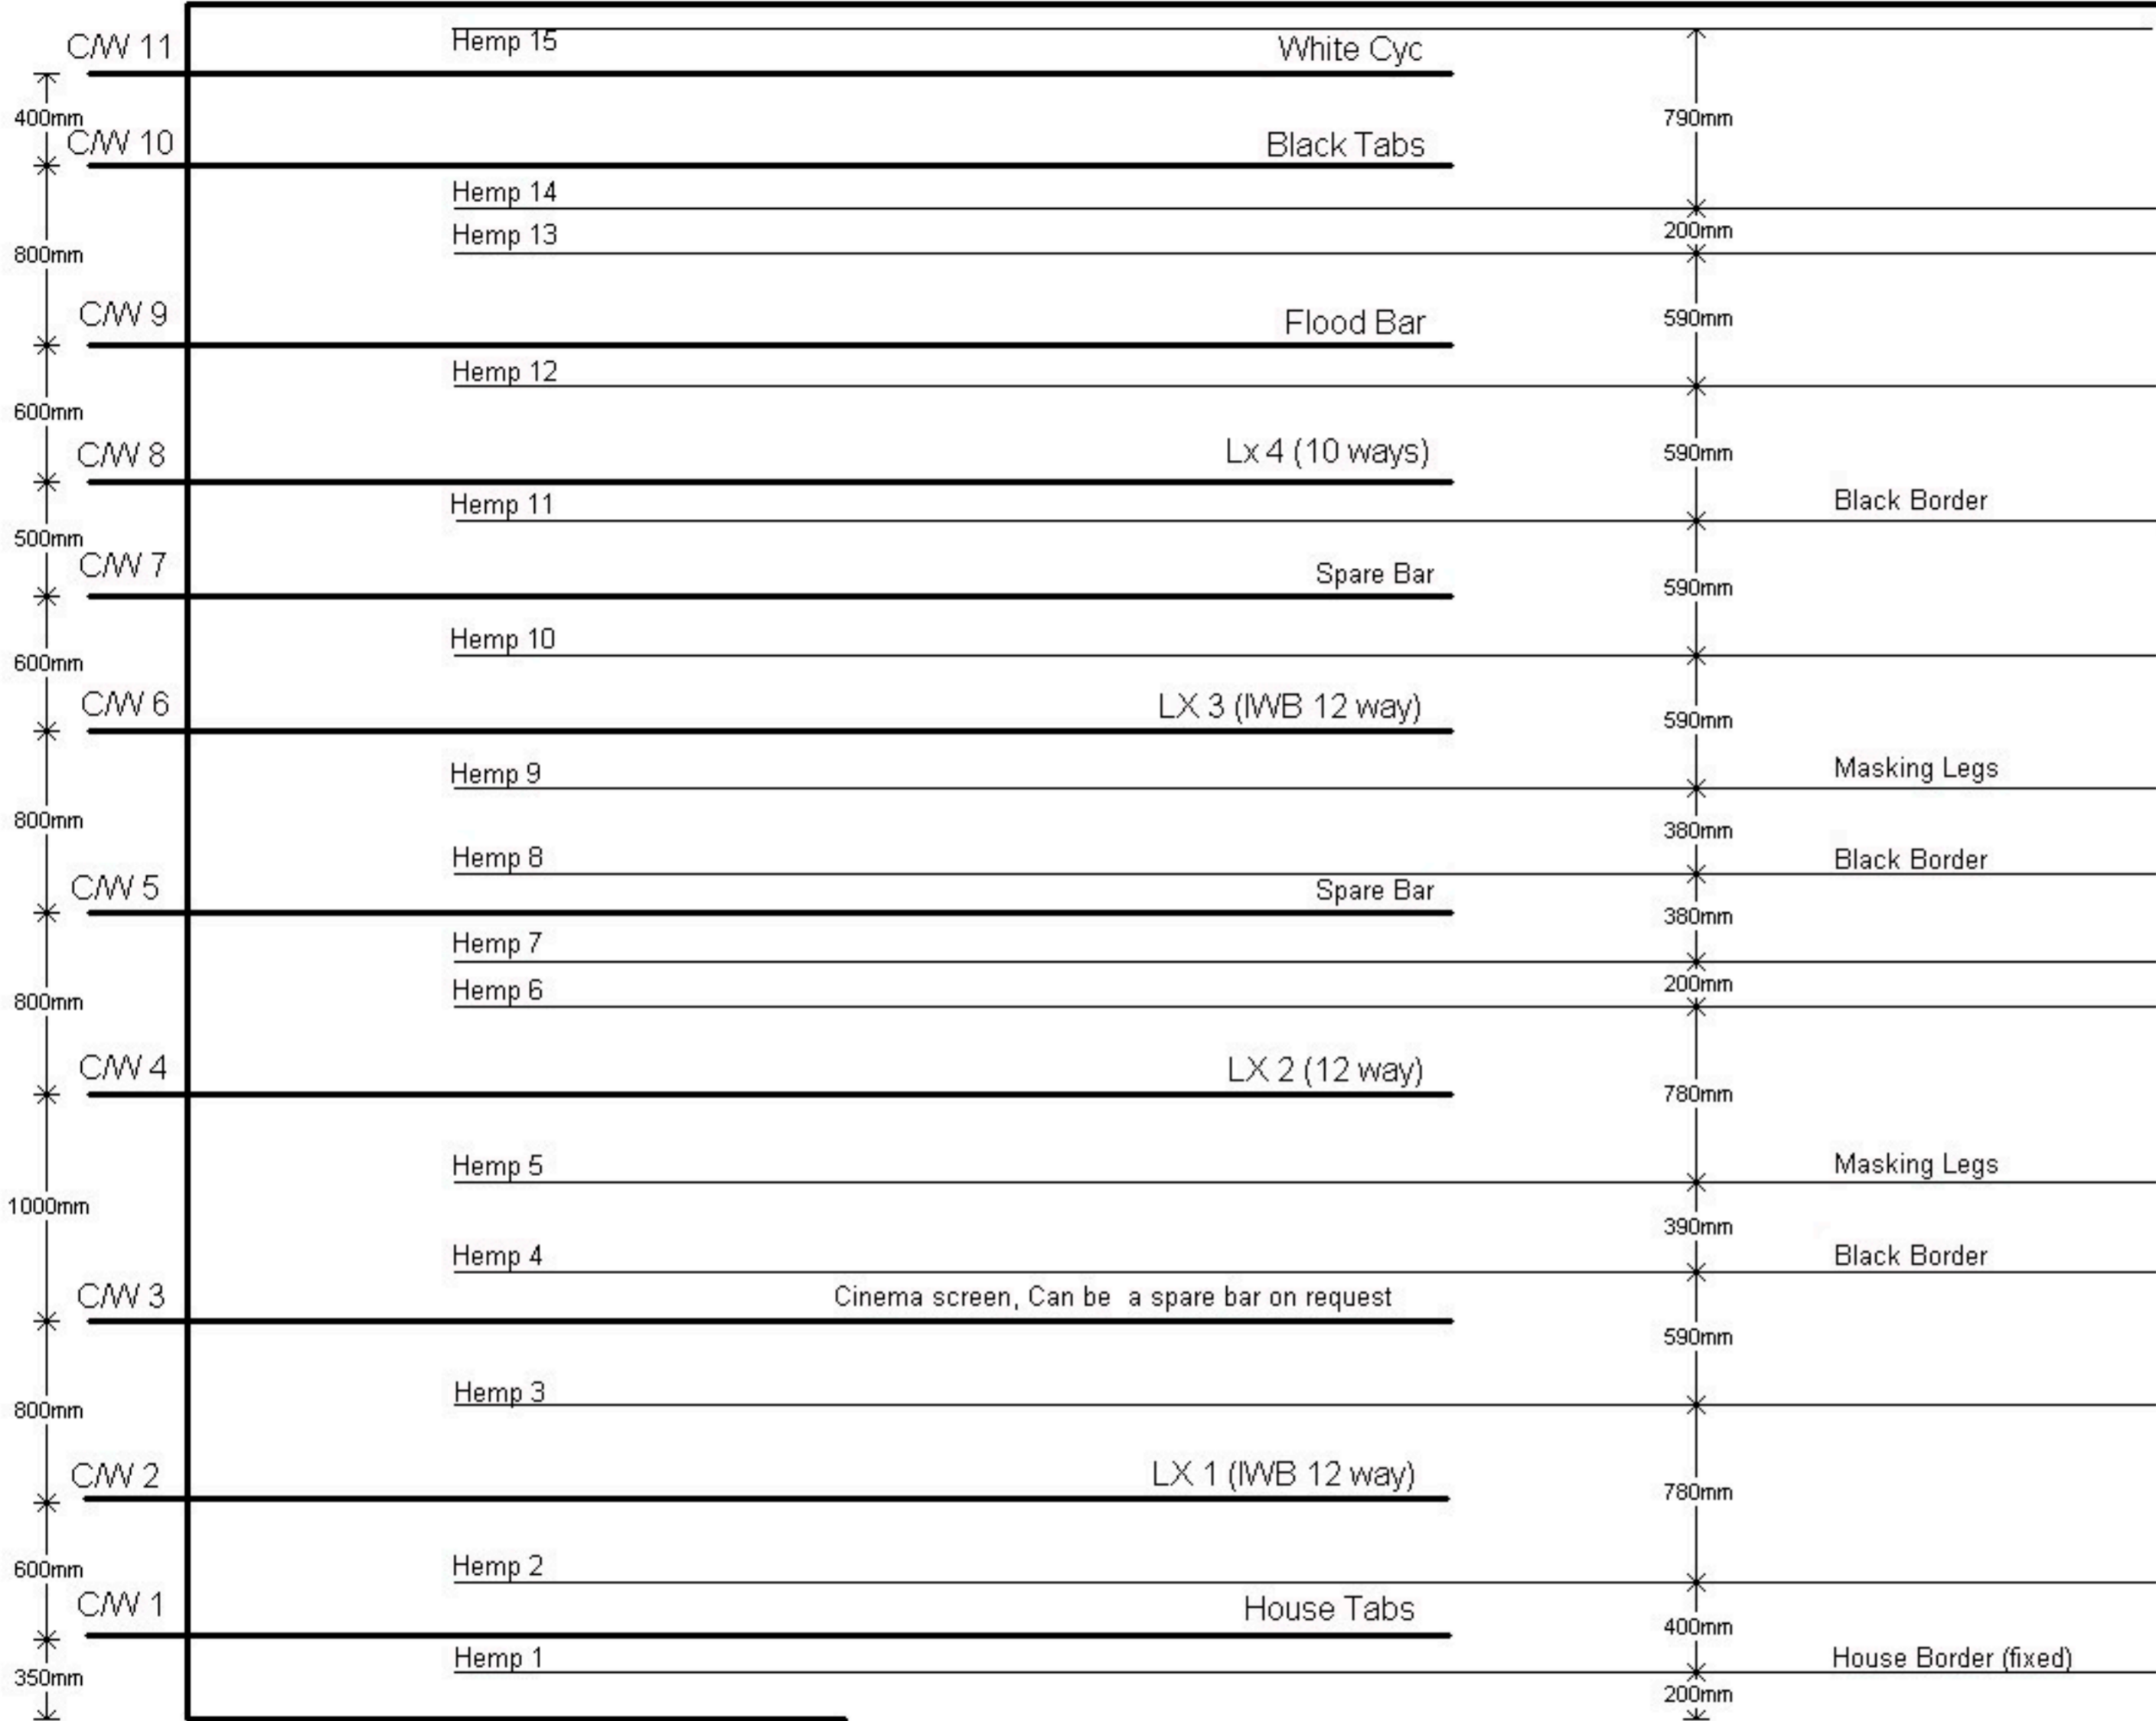 Hemp 15
C/W 11
White Cyc
400mm
790mm
C/W 10
Black Tabs
Hemp 14
200mm
Hemp 13
800mm
C/W 9
Flood Bar
590mm
Hemp 12
600mm
C/W 8
Lx 4 (10 ways)
590mm
Hemp 11
Black Border
500mm
C/W 7
Spare Bar
590mm
Hemp 10
600mm
C/W 6
LX 3 (IWB 12 way)
590mm
Hemp 9
Masking Legs
800mm
380mm
Hemp 8
Black Border
C/W 5
Spare Bar
380mm
Hemp 7
200mm
Hemp 6
800mm
C/W 4
LX 2 (12 way)
780mm
Hemp 5
Masking Legs
1000mm
390mm
Hemp 4
Black Border
C/W 3
Cinema screen, Can be a spare bar on request
590mm
Hemp 3
800mm
C/W 2
LX 1 (IWB 12 way)
780mm
600mm
Hemp 2
C/W 1
House Tabs
400mm
Hemp 1
House Border (fixed)
350mm
200mm